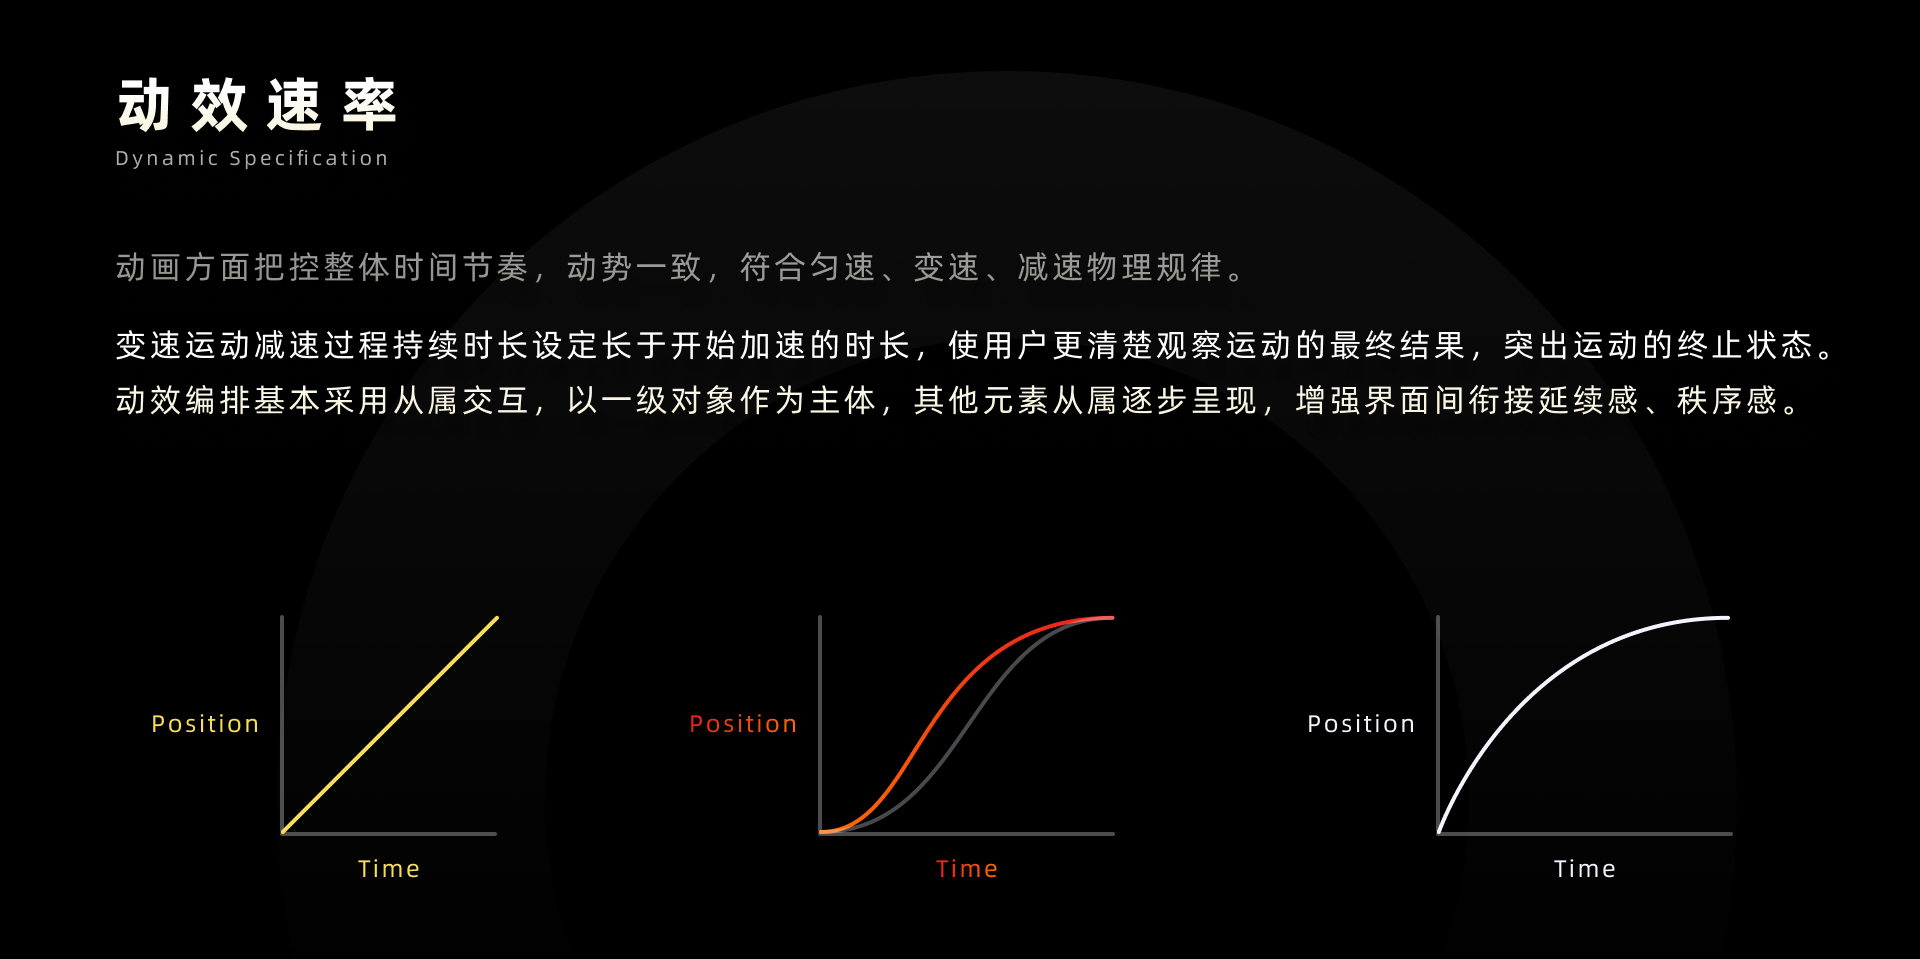 动效速率
Dynamic Specification
动画方面把控整体时间节奏，动势一致，符合匀速、变速、减速物理规律。
变速运动减速过程持续时长设定长于开始加速的时长，使用户更清楚观察运动的最终结果，突出运动的终止状态。
动效编排基本采用从属交互，以一级对象作为主体，其他元素从属逐步呈现，增强界面间衔接延续感、秩序感。
Position
Time
Position
Time
Position
Time